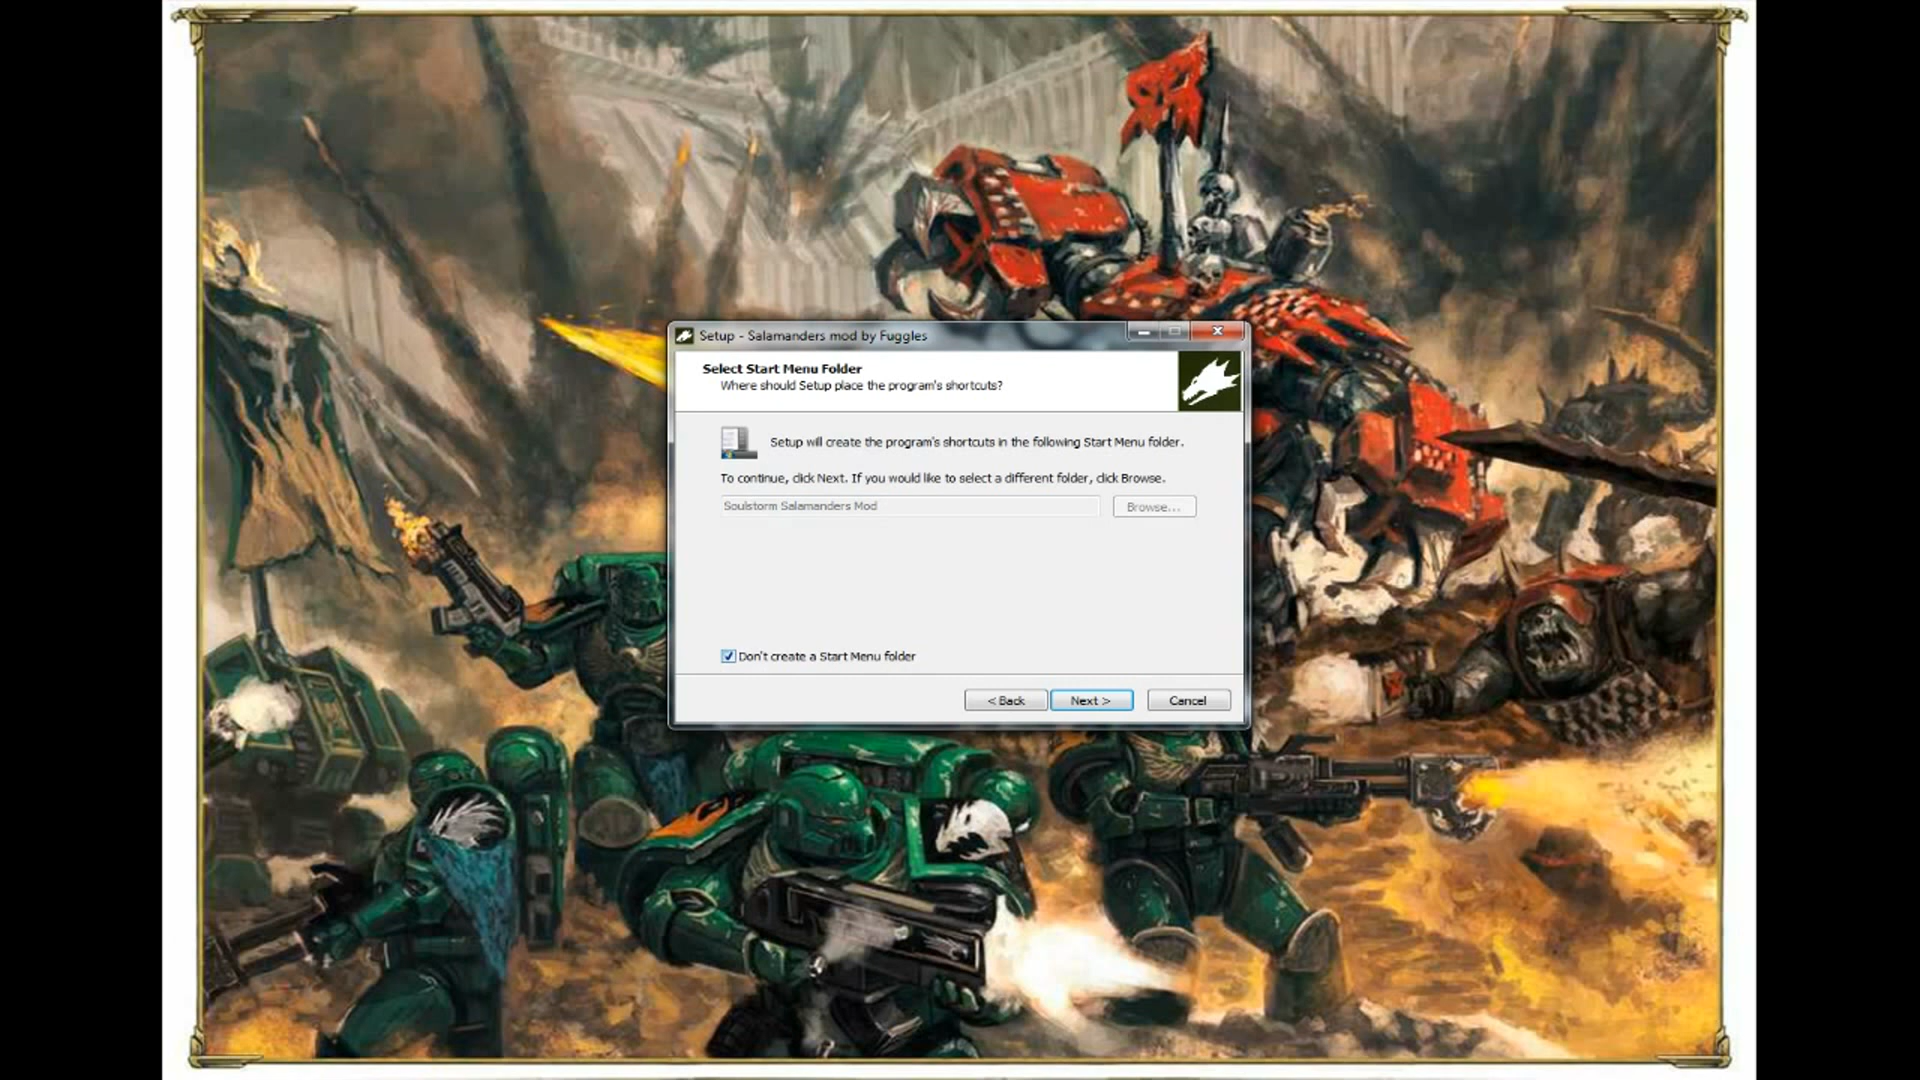 Setup - Salamanders mod by Fuggles
Select Start Menu Folder
Where should Setup place the program's shortcuts?
Setup will create the program's shortcuts in the following Start Menu folder.
To continue, click Next. If you would like to select a different folder, click Browse.
Soulstorm Salamanders Mod
Browse...
Don't create a Start Menu folder
< Back
Next >
Cancel